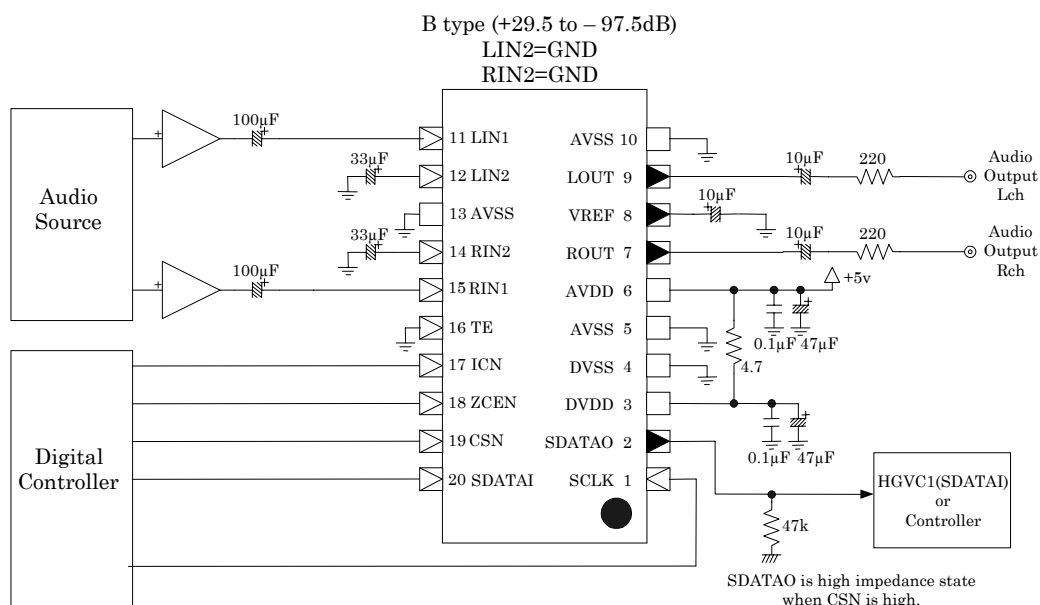 B type (+29.5 to – 97.5dB)
LIN2=GND
RIN2=GND
Audio
Source
100µF
+
+
33µF
+
33µF
+
100µF
+
+
11 LIN1
12 LIN2
13 AVSS
14 RIN2
15 RIN1
16 TE
17 ICN
18 ZCEN
19 CSN
20 SDATAI
AVSS 10
LOUT 9
VREF 8
ROUT 7
AVDD 6
AVSS 5
DVSS 4
DVDD 3
SDATAO 2
SCLK 1
10µF
+
220
Audio
Output
Lch
10µF
+
10µF
+
220
Audio
Output
Rch
+5v
+
0.1µF 47µF
4.7
+
0.1µF 47µF
Digital
Controller
HGVC1(SDATAI)
or
Controller
47k
SDATAO is high impedance state
when CSN is high.